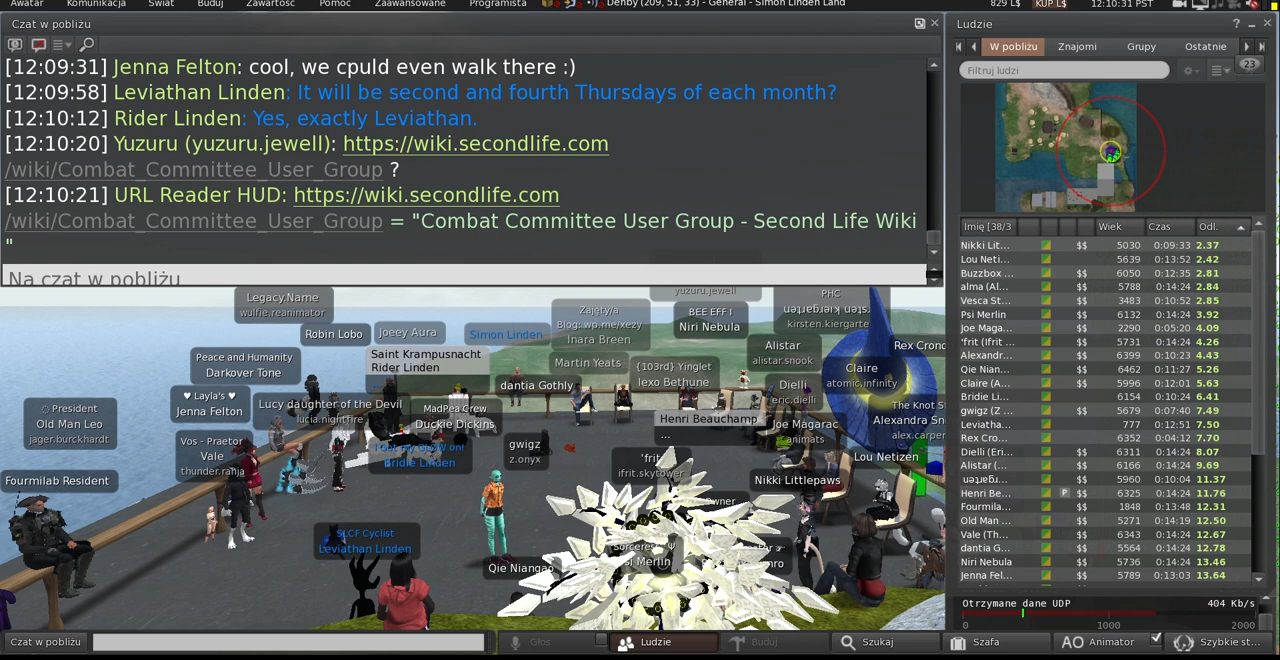 Awatar Komunikacja Świat Buduj Zawartość Pomoc Zaawansowane Programista Denby (209, 51, 33) - General - Simon Linden Land 829 L$ KUP L$ 12:10:31 PST
Czat w pobliżu
[12:09:31] Jenna Felton: cool, we cpuld even walk there :)
[12:09:58] Leviathan Linden: It will be second and fourth Thursdays of each month?
[12:10:12] Rider Linden: Yes, exactly Leviathan.
[12:10:20] Yuzuru (yuzuru.jewell): https://wiki.secondlife.com
/wiki/Combat_Committee_User_Group ?
[12:10:21] URL Reader HUD: https://wiki.secondlife.com
/wiki/Combat_Committee_User_Group = "Combat Committee User Group - Second Life Wiki
"
Na czat w pobliżu
yuzuru.jewell
Legacy.Name
wulfie.reanimator
Robin Lobo
Joeey Aura
Simon Linden
Zajęty/a
Blog: wp.me/xezy
Inara Breen
BEE EFF I
Niri Nebula
PHC
kirsten.kiergarte
Alistar
alistar.snook
Rex Crono
Peace and Humanity
Darkover Tone
Saint Krampusnacht
Rider Linden
Martin Yeats
{103rd} Yinglet
Iexo Bethune
Claire
atomic.infinity
dantia Gothly
Dielli
eric.dielli
♥ Layla's ♥
Jenna Felton
Lucy daughter of the Devil
lucia.nightfire
MadPea Crew
Duckie Dickins
Henri Beauchamp
...
Joe Magarac
animats
The Knot S
Alexandra Sn
alex.carpen
President
Old Man Leo
jager.burckhardt
Vos - Praetor
Vale
thunder.ranja
Bridie Linden
gwigz
z.onyx
'frit
ifrit.skytower
Lou Netizen
Fourmilab Resident
Nikki Littlepaws
Owner
SLCF Cyclist
Leviathan Linden
Qie Niangao
Sorceress
Psi Merlin
Ludzie
W pobliżu Znajomi Grupy Ostatnie
Filtruj ludzi
23
Imię [38/3 Wiek Czas Odl.
Nikki Lit... $$ 5030 0:09:33 2.37
Lou Neti... 5639 0:13:52 2.42
Buzzbox ... $$ 6050 0:12:35 2.81
alma (Al... $$ 5788 0:14:24 2.84
Vesca St... $$ 3483 0:10:52 2.85
Psi Merlin $$ 6132 0:14:24 3.92
Joe Maga... $$ 2290 0:05:20 4.09
'frit (Ifrit ... $$ 5731 0:14:24 4.26
Alexandr... $$ 6399 0:10:23 4.43
Qie Nian... $$ 6462 0:11:27 5.26
Claire (A... $$ 5996 0:12:01 5.63
Bridie Li... $$ 6154 0:10:24 6.41
gwigz (Z ... $$ 5679 0:07:40 7.49
Leviatha... 777 0:12:51 7.50
Rex Cro... $$ 6352 0:04:12 7.70
Dielli (Eri... $$ 6311 0:14:24 8.07
Alistar (... $$ 6166 0:14:24 9.69
$$ 5960 0:10:04 11.37
Henri Be... P $$ 6325 0:14:24 11.76
Fourmila... $$ 1848 0:13:48 12.31
Old Man ... $$ 5271 0:14:19 12.50
Vale (Th... $$ 6343 0:14:24 12.67
dantia G... $$ 5564 0:14:24 12.78
Niri Nebula $$ 5736 0:14:24 13.46
Jenna Fel... $$ 5789 0:13:03 13.64
Otrzymane dane UDP 404 Kb/s
0 1000 2000
Czat w pobliżu Głos Ludzie Buduj Szukaj Szafa AO Animator Szybkie st...